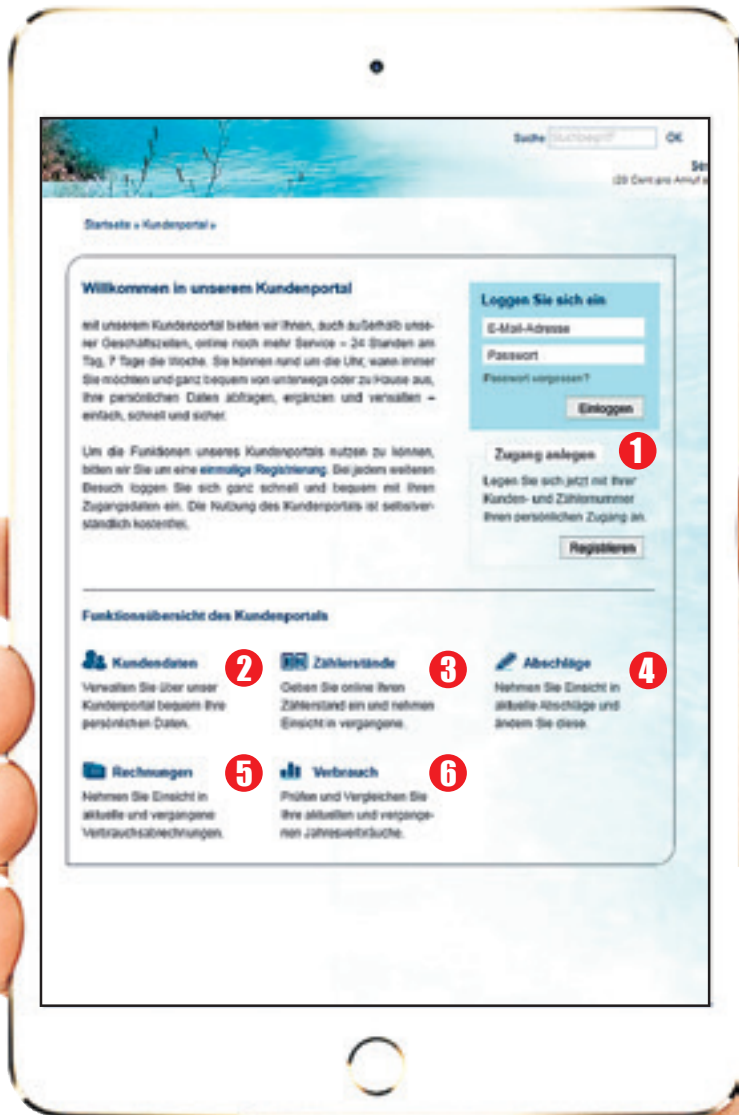 Suche Suchbegriff OK
(20 Cent pro Anruf
Startseite » Kundenportal »
Willkommen in unserem Kundenportal
mit unserem Kundenportal bieten wir Ihnen, auch außerhalb unse-
rer Geschäftszeiten, online noch mehr Service – 24 Stunden am
Tag, 7 Tage die Woche. Sie können rund um die Uhr, wann immer
Sie möchten und ganz bequem von unterwegs oder zu Hause aus,
Ihre persönlichen Daten abfragen, ergänzen und verwalten –
einfach, schnell und sicher.
Um die Funktionen unseres Kundenportals nutzen zu können,
bitten wir Sie um eine einmalige Registrierung. Bei jedem weiteren
Besuch loggen Sie sich ganz schnell und bequem mit Ihren
Zugangsdaten ein. Die Nutzung des Kundenportals ist selbstver-
ständlich kostenfrei.
Loggen Sie sich ein
E-Mail-Adresse
Passwort
Passwort vergessen?
Einloggen
Zugang anlegen 1
Legen Sie sich jetzt mit Ihrer
Kunden- und Zählernummer
Ihren persönlichen Zugang an.
Registrieren
Funktionsübersicht des Kundenportals
Kundendaten 2
Verwalten Sie über unser
Kundenportal bequem Ihre
persönlichen Daten.
Zählerstände 3
Geben Sie online Ihren
Zählerstand ein und nehmen
Einsicht in vergangene.
Abschläge 4
Nehmen Sie Einsicht in
aktuelle Abschläge und
ändern Sie diese.
Rechnungen 5
Nehmen Sie Einsicht in
aktuelle und vergangene
Verbrauchsabrechnungen.
Verbrauch 6
Prüfen und Vergleichen Sie
Ihre aktuellen und vergange-
nen Jahresverbräuche.